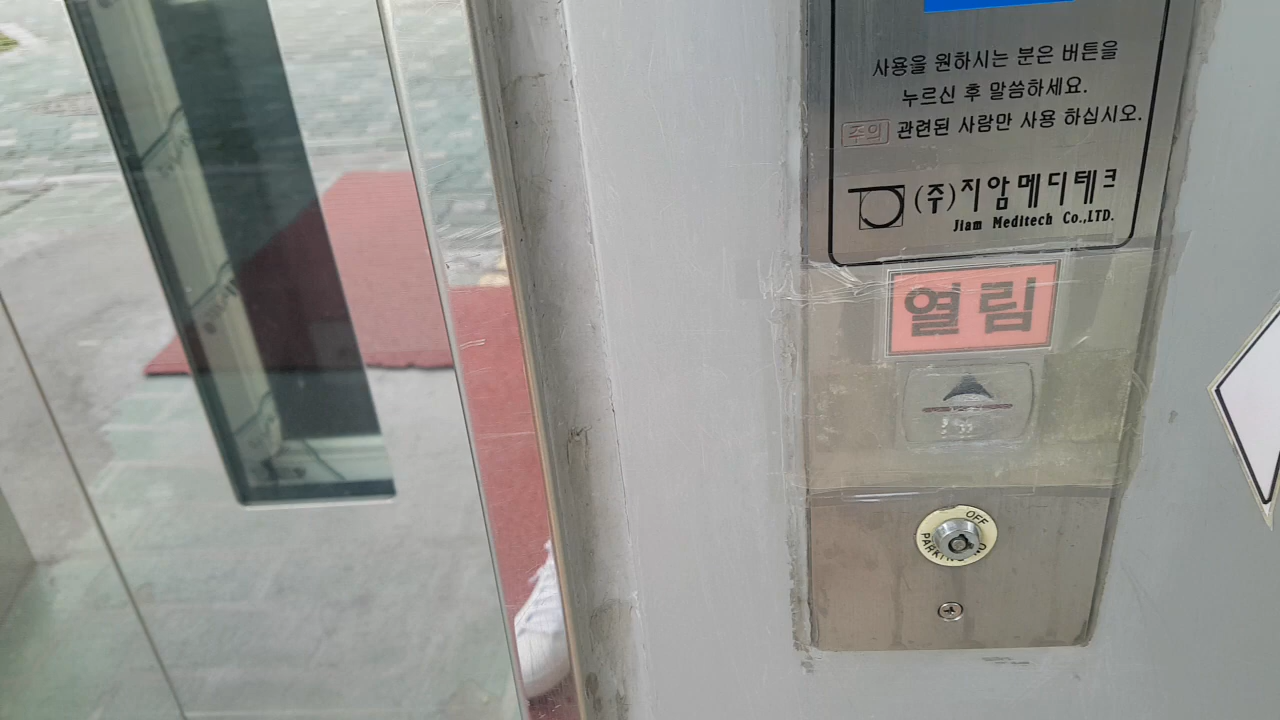 사용을 원하시는 분은 버튼을
누르신 후 말씀하세요.
주의 관련된 사람만 사용 하십시오.
(주)지암메디테크
Jiam Meditech Co.,LTD.
열림
OFF
PARKING